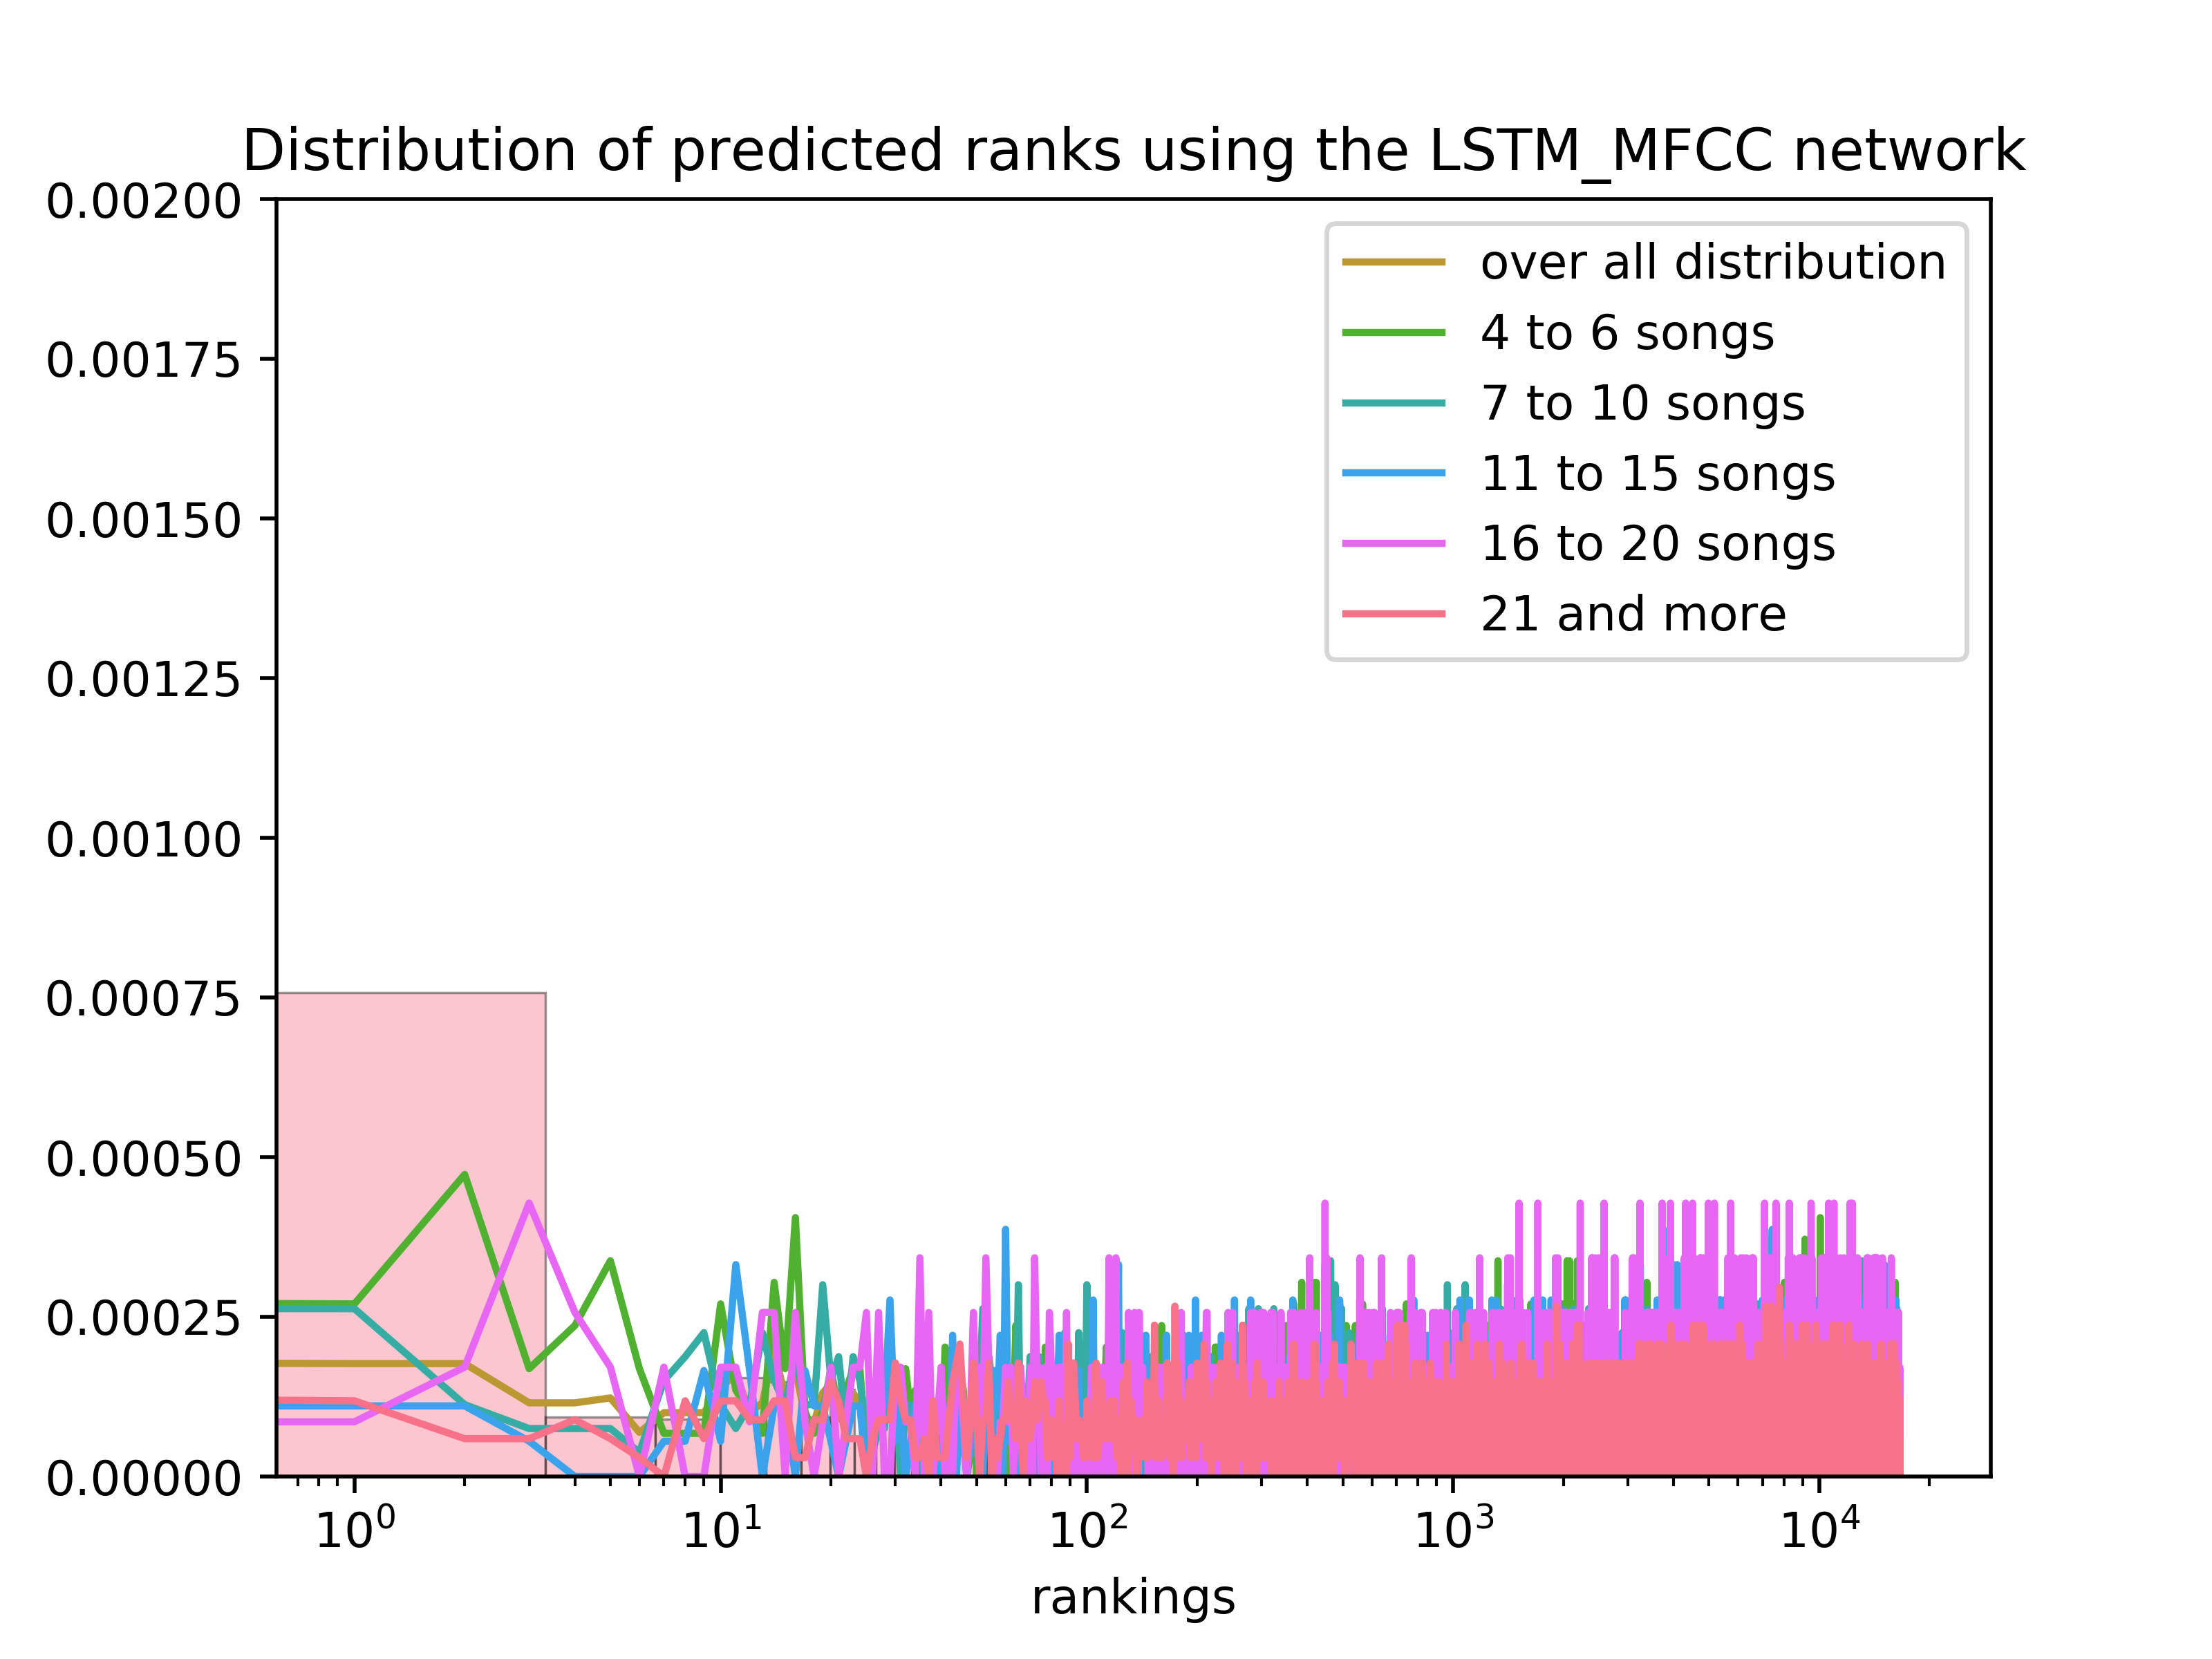 Distribution of predicted ranks using the LSTM_MFCC network
0.00200
0.00175
0.00150
0.00125
0.00100
0.00075
0.00050
0.00025
0.00000
over all distribution
4 to 6 songs
7 to 10 songs
11 to 15 songs
16 to 20 songs
21 and more
10⁰ 10¹ 10² 10³ 10⁴
rankings